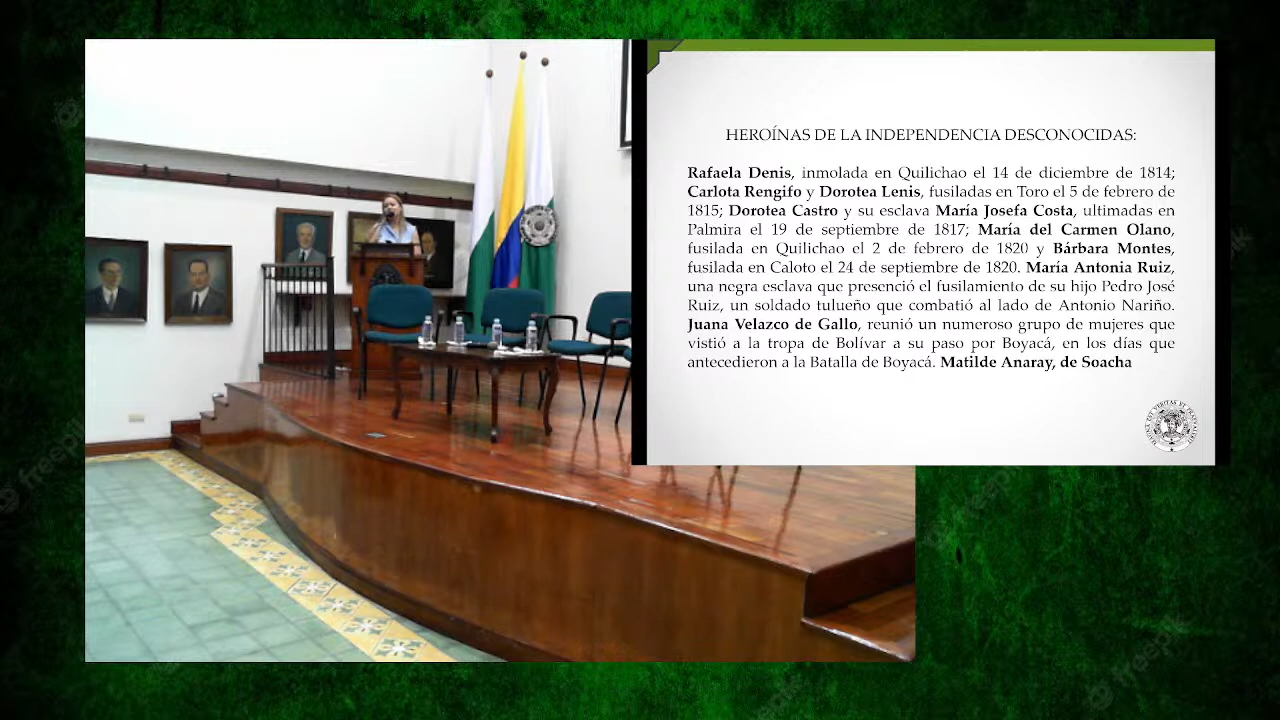 HEROÍNAS DE LA INDEPENDENCIA DESCONOCIDAS:
Rafaela Denis, inmolada en Quilichao el 14 de diciembre de 1814;
Carlota Rengifo y Dorotea Lenis, fusiladas en Toro el 5 de febrero de
1815; Dorotea Castro y su esclava María Josefa Costa, ultimadas en
Palmira el 19 de septiembre de 1817; María del Carmen Olano,
fusilada en Quilichao el 2 de febrero de 1820 y Bárbara Montes,
fusilada en Caloto el 24 de septiembre de 1820. María Antonia Ruiz,
una negra esclava que presenció el fusilamiento de su hijo Pedro José
Ruiz, un soldado tulueño que combatió al lado de Antonio Nariño.
Juana Velazco de Gallo, reunió un numeroso grupo de mujeres que
vistió a la tropa de Bolívar a su paso por Boyacá, en los días que
antecedieron a la Batalla de Boyacá. Matilde Anaray, de Soacha
freepik
freepik